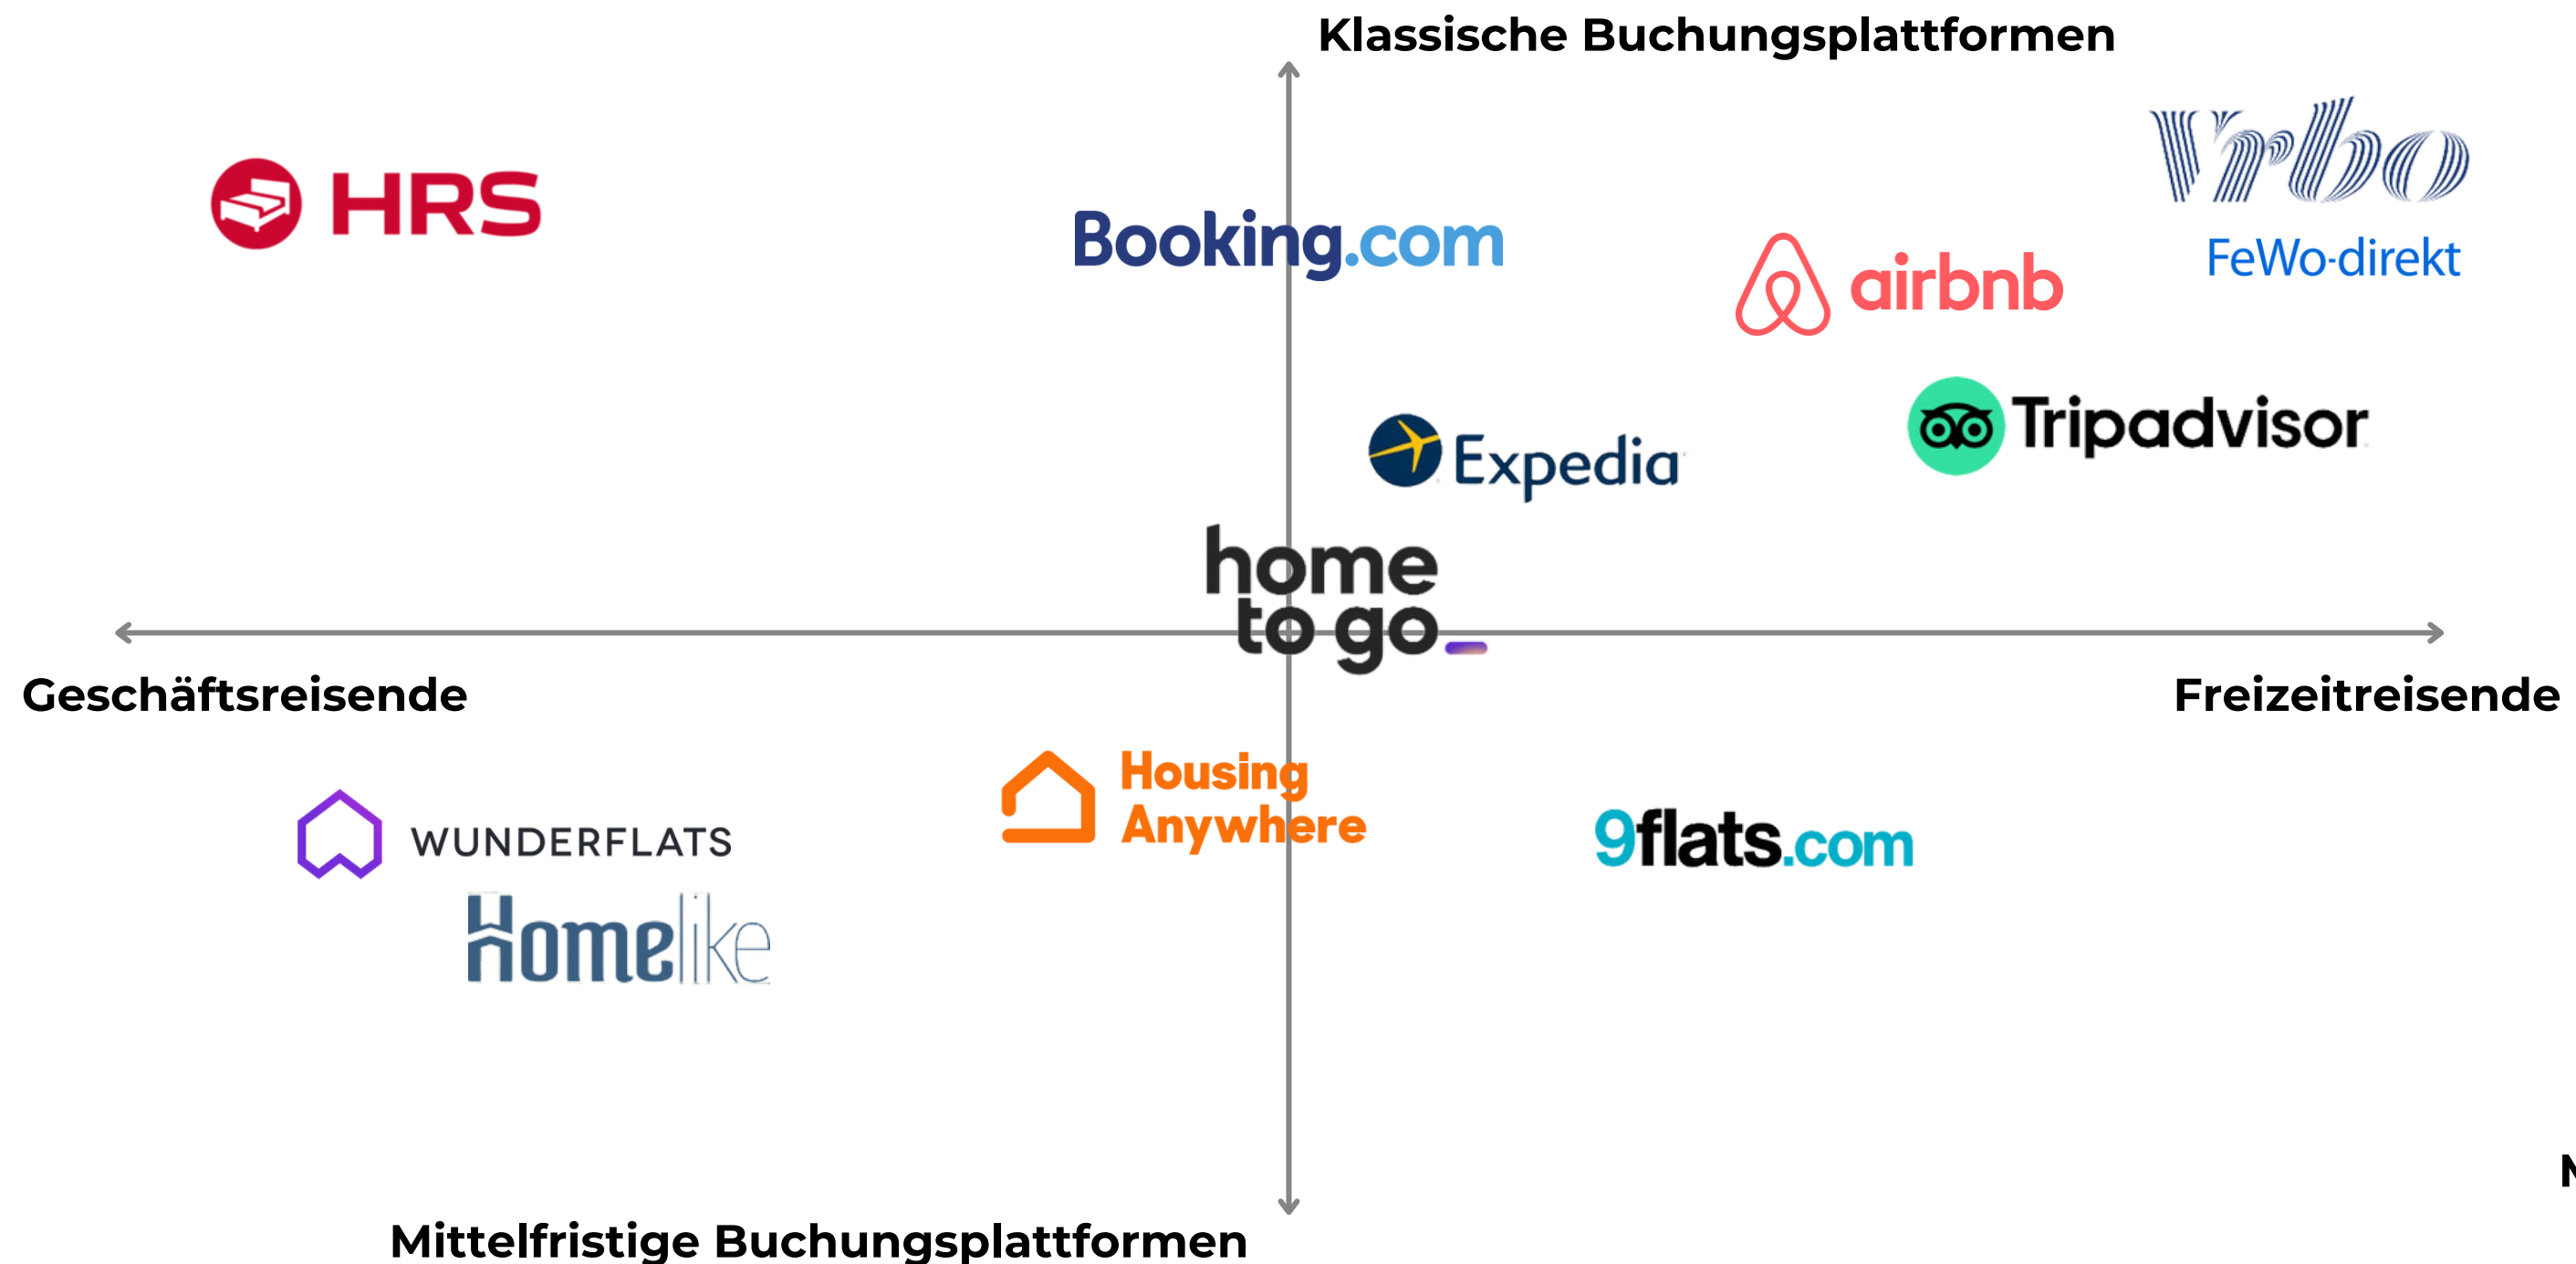 Klassische Buchungsplattformen
HRS
Booking.com
Vrbo
FeWo-direkt
airbnb
Expedia
Tripadvisor
home
to go
Geschäftsreisende
Freizeitreisende
WUNDERFLATS
Homelike
Housing
Anywhere
9flats.com
Mittelfristige Buchungsplattformen